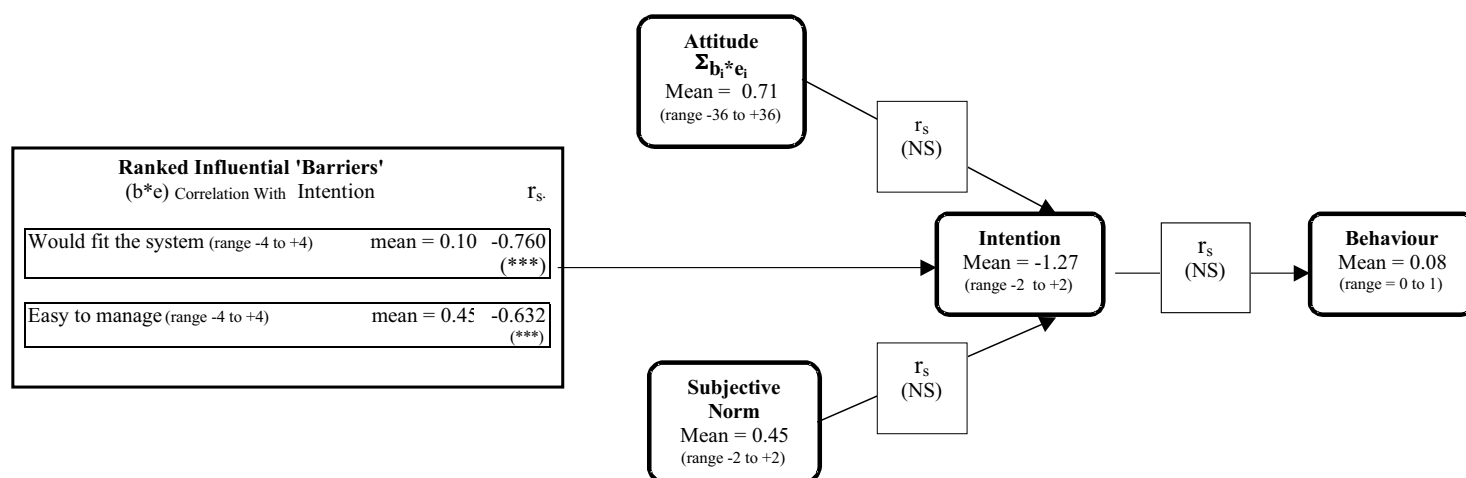 Attitude
Σbi*ei
Mean = 0.71
(range -36 to +36)
rs
(NS)
Ranked Influential 'Barriers'
(b*e) Correlation With Intention rs.
Would fit the system (range -4 to +4) mean = 0.10 -0.760
(***)
Easy to manage (range -4 to +4) mean = 0.45 -0.632
(***)
Intention
Mean = -1.27
(range -2 to +2)
rs
(NS)
Behaviour
Mean = 0.08
(range = 0 to 1)
rs
(NS)
Subjective
Norm
Mean = 0.45
(range -2 to +2)